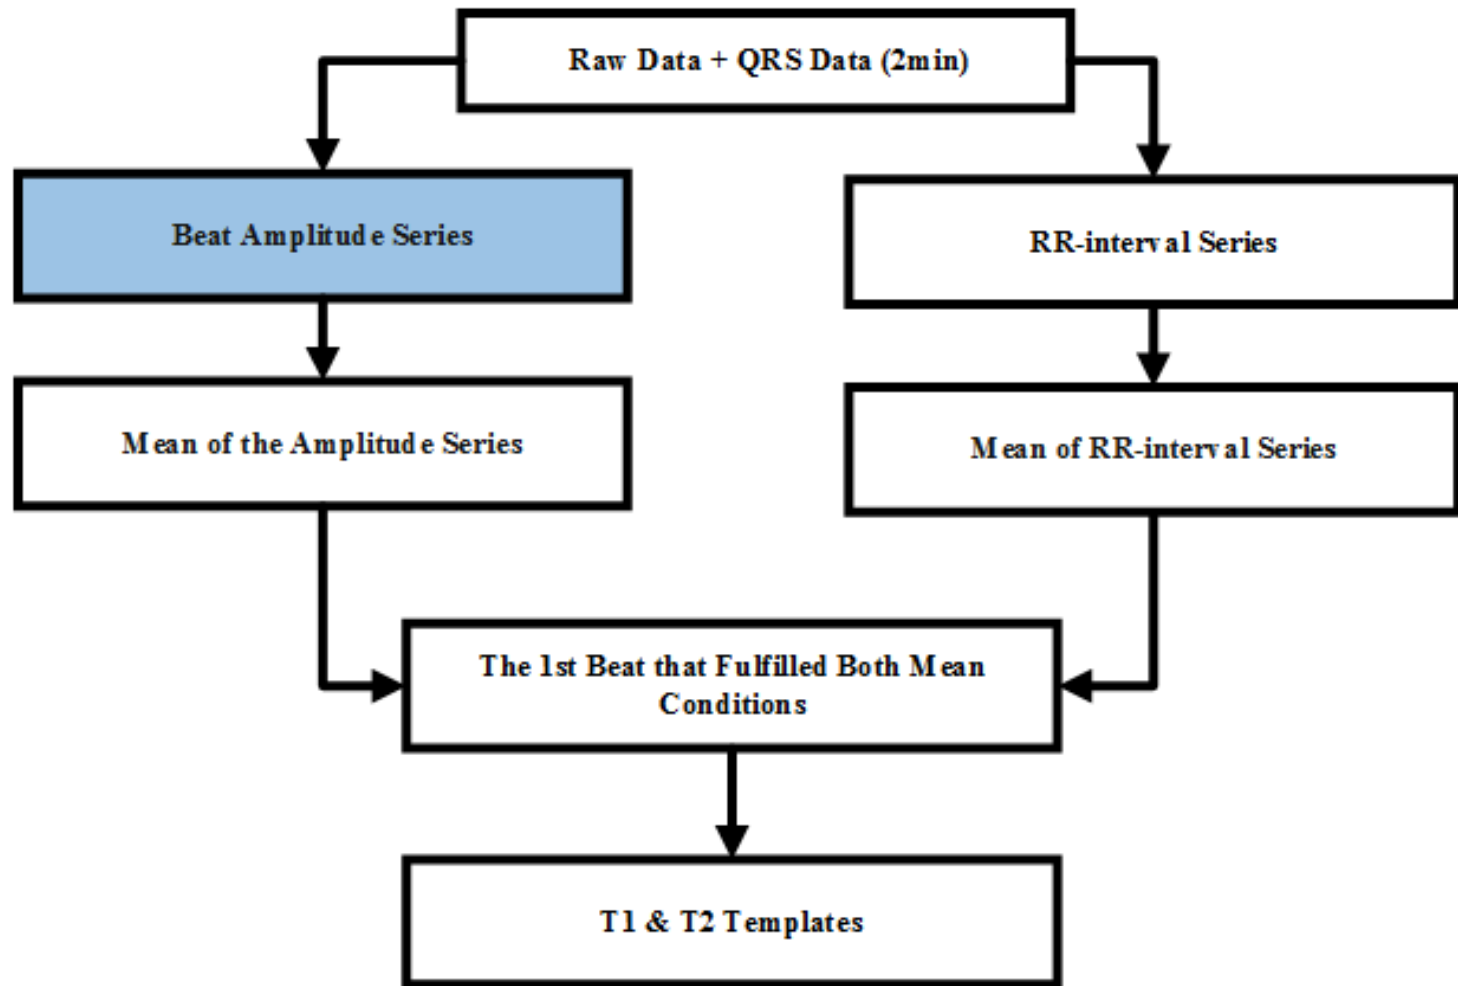 Raw Data + QRS Data (2min)
Beat Amplitude Series
RR-interval Series
Mean of the Amplitude Series
Mean of RR-interval Series
The 1st Beat that Fulfilled Both Mean
Conditions
T1 & T2 Templates